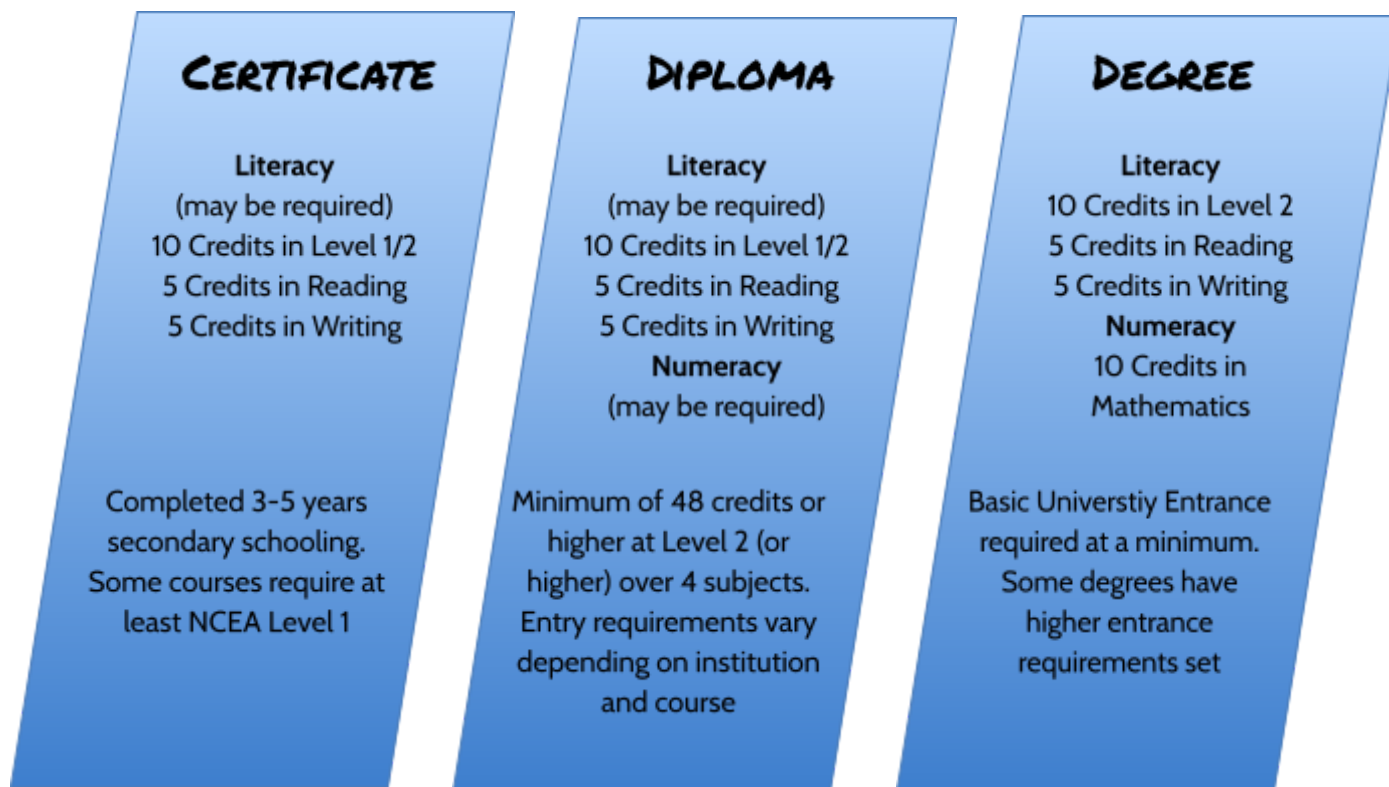 CERTIFICATE
Literacy
(may be required)
10 Credits in Level 1/2
5 Credits in Reading
5 Credits in Writing
Completed 3-5 years
secondary schooling.
Some courses require at
least NCEA Level 1
DIPLOMA
Literacy
(may be required)
10 Credits in Level 1/2
5 Credits in Reading
5 Credits in Writing
Numeracy
(may be required)
Minimum of 48 credits or
higher at Level 2 (or
higher) over 4 subjects.
Entry requirements vary
depending on institution
and course
DEGREE
Literacy
10 Credits in Level 2
5 Credits in Reading
5 Credits in Writing
Numeracy
10 Credits in
Mathematics
Basic Universtiy Entrance
required at a minimum.
Some degrees have
higher entrance
requirements set